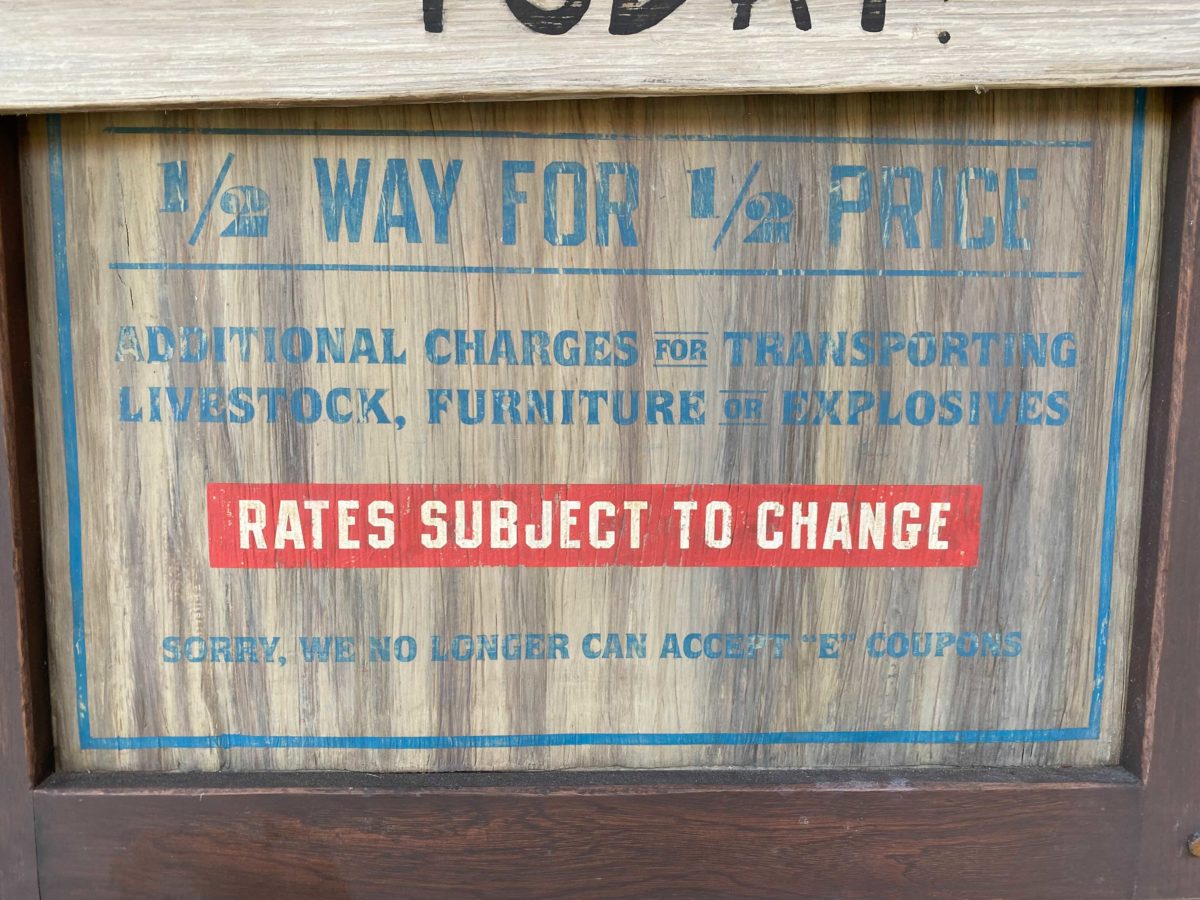 TODAY!
1/2 WAY FOR 1/2 PRICE
ADDITIONAL CHARGES FOR TRANSPORTING
LIVESTOCK, FURNITURE OR EXPLOSIVES
RATES SUBJECT TO CHANGE
SORRY, WE NO LONGER CAN ACCEPT "E" COUPONS